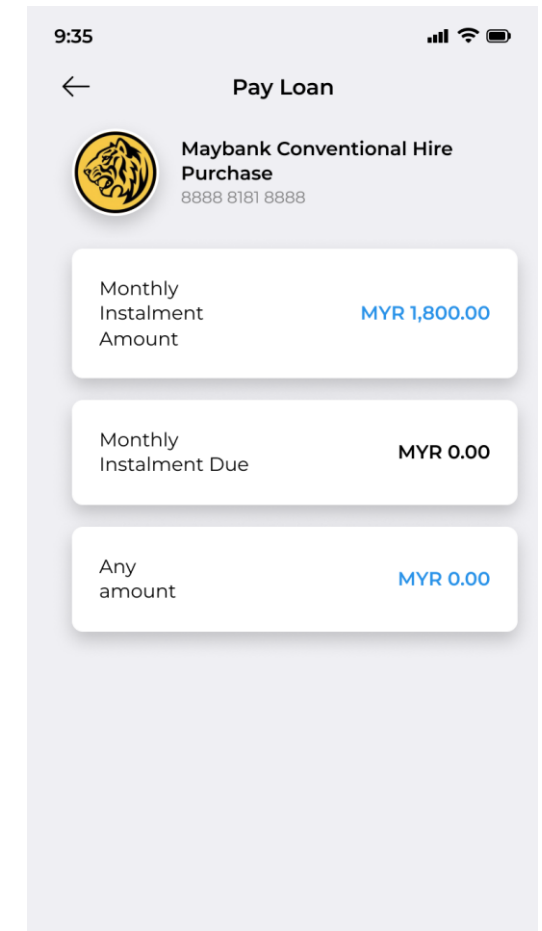 9:35
Pay Loan
Maybank Conventional Hire
Purchase
8888 8181 8888
Monthly
Instalment
Amount
MYR 1,800.00
Monthly
Instalment Due
MYR 0.00
Any
amount
MYR 0.00